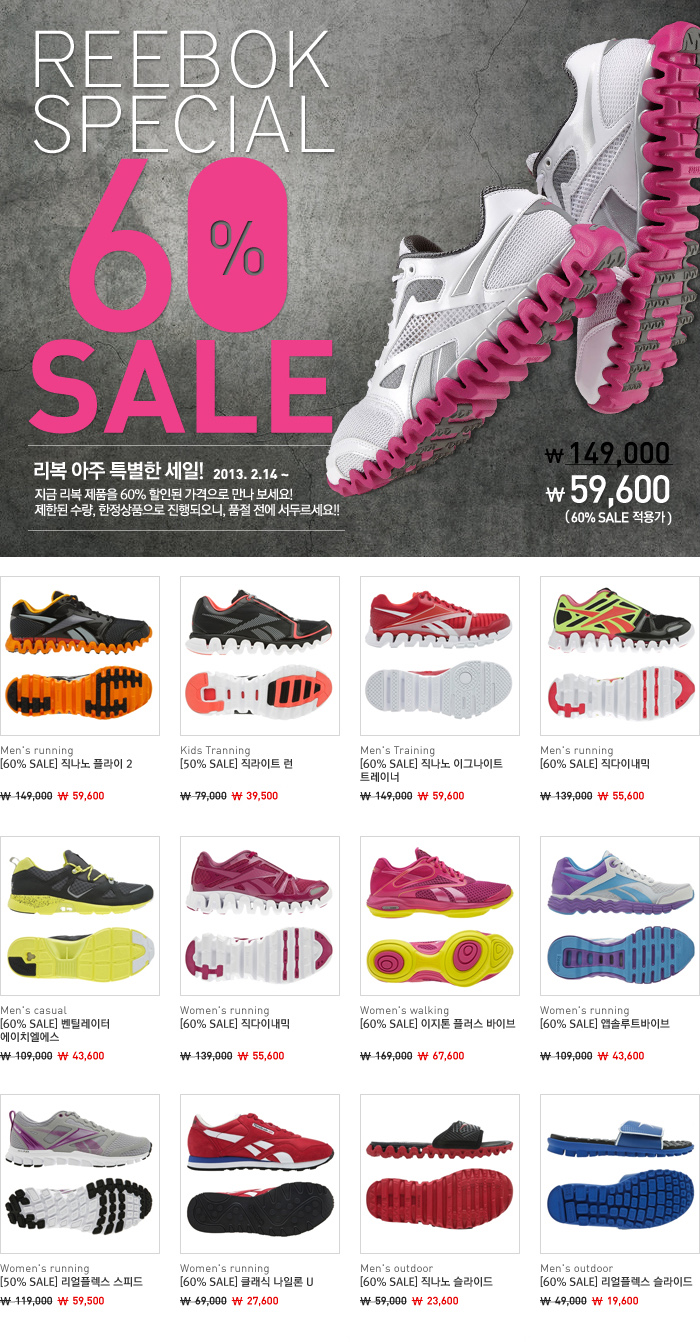 REEBOK
SPECIAL
60%
SALE
리복 아주 특별한 세일! 2013. 2.14 ~
지금 리복 제품을 60% 할인된 가격으로 만나 보세요!
제한된 수량, 한정상품으로 진행되오니, 품절 전에 서두르세요!!
₩ 149,000
₩ 59,600
( 60% SALE 적용가 )
Men's running
[60% SALE] 직나노 플라이 2
₩ 149,000 ₩ 59,600
Kids Tranning
[50% SALE] 직라이트 런
₩ 79,000 ₩ 39,500
Men's Training
[60% SALE] 직나노 이그나이트
트레이너
₩ 149,000 ₩ 59,600
Men's running
[60% SALE] 직다이내믹
₩ 139,000 ₩ 55,600
Men's casual
[60% SALE] 벤틸레이터
에이치엘에스
₩ 109,000 ₩ 43,600
Women's running
[60% SALE] 직다이내믹
₩ 139,000 ₩ 55,600
Women's walking
[60% SALE] 이지톤 플러스 바이브
₩ 169,000 ₩ 67,600
Women's running
[60% SALE] 앱솔루트바이브
₩ 109,000 ₩ 43,600
Women's running
[50% SALE] 리얼플렉스 스피드
₩ 119,000 ₩ 59,500
Women's running
[60% SALE] 클래식 나일론 U
₩ 69,000 ₩ 27,600
Men's outdoor
[60% SALE] 직나노 슬라이드
₩ 59,000 ₩ 23,600
Men's outdoor
[60% SALE] 리얼플렉스 슬라이드
₩ 49,000 ₩ 19,600